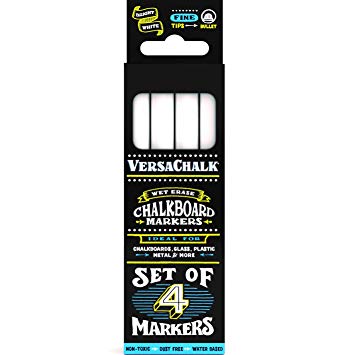 BRIGHT
WHITE
FINE
TIPS
BULLET
VERSACHALK
WET ERASE
CHALKBOARD
MARKERS
IDEAL FOR
CHALKBOARDS, GLASS, PLASTIC
METAL & MORE
SET OF
4
MARKERS
NON-TOXIC DUST FREE WATER BASED